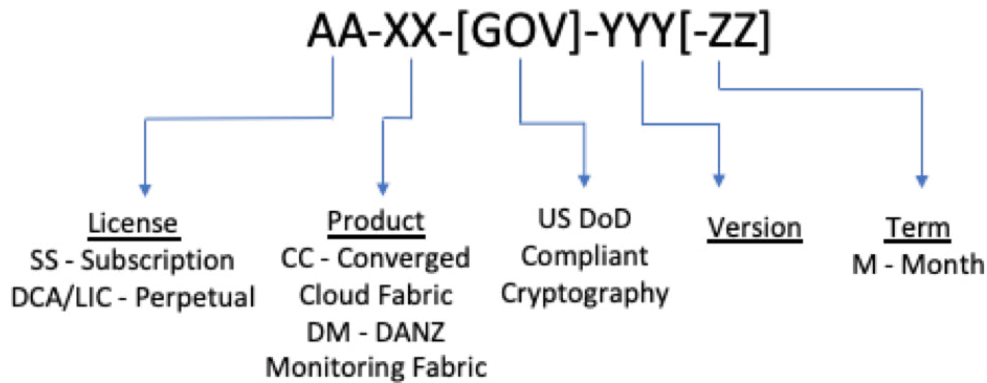 AA-XX-[GOV]-YYY[-ZZ]
License
SS - Subscription
DCA/LIC - Perpetual
Product
CC - Converged
Cloud Fabric
DM - DANZ
Monitoring Fabric
US DoD
Compliant
Cryptography
Version
Term
M - Month